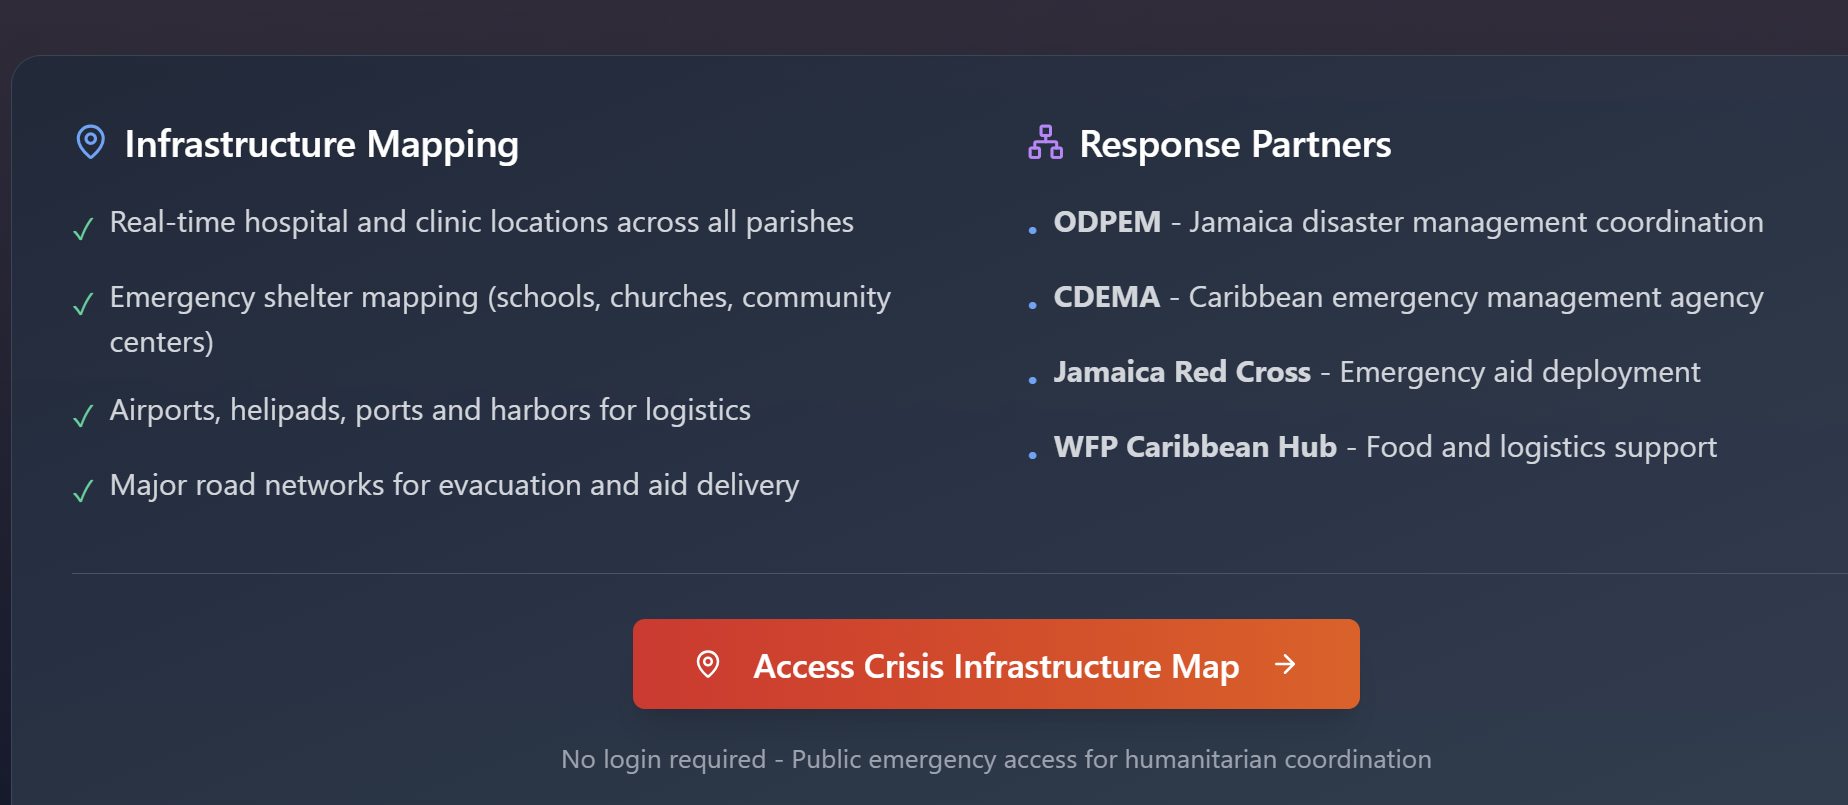 Infrastructure Mapping
✓ Real-time hospital and clinic locations across all parishes
✓ Emergency shelter mapping (schools, churches, community
centers)
✓ Airports, helipads, ports and harbors for logistics
✓ Major road networks for evacuation and aid delivery
Response Partners
• ODPEM - Jamaica disaster management coordination
• CDEMA - Caribbean emergency management agency
• Jamaica Red Cross - Emergency aid deployment
• WFP Caribbean Hub - Food and logistics support
Access Crisis Infrastructure Map →
No login required - Public emergency access for humanitarian coordination